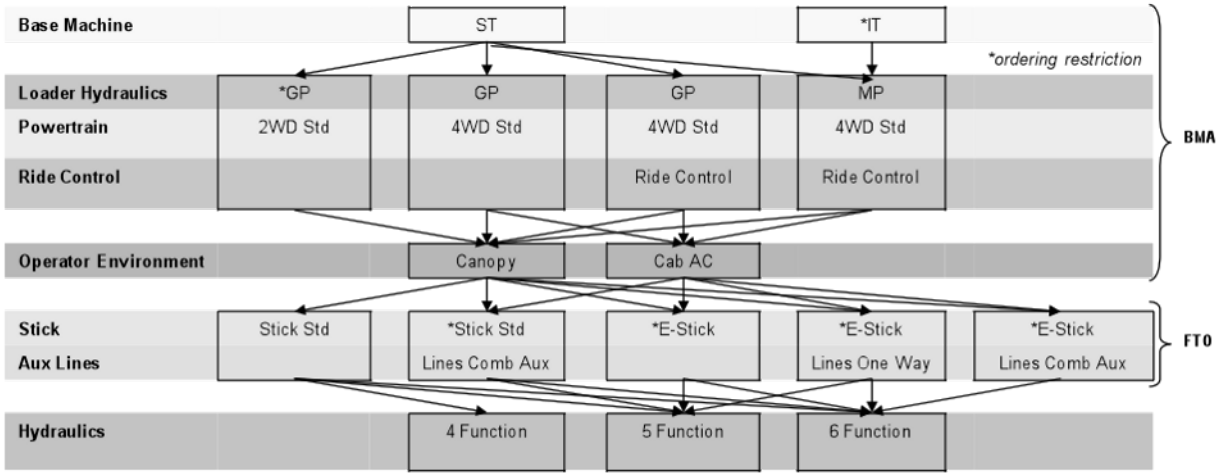 Base Machine ST *IT
*ordering restriction
Loader Hydraulics *GP GP GP MP
Powertrain 2WD Std 4WD Std 4WD Std 4WD Std
BMA
Ride Control Ride Control Ride Control
Operator Environment Canopy Cab AC
Stick Stick Std *Stick Std *E-Stick *E-Stick *E-Stick
FTO
Aux Lines Lines Comb Aux Lines One Way Lines Comb Aux
Hydraulics 4 Function 5 Function 6 Function